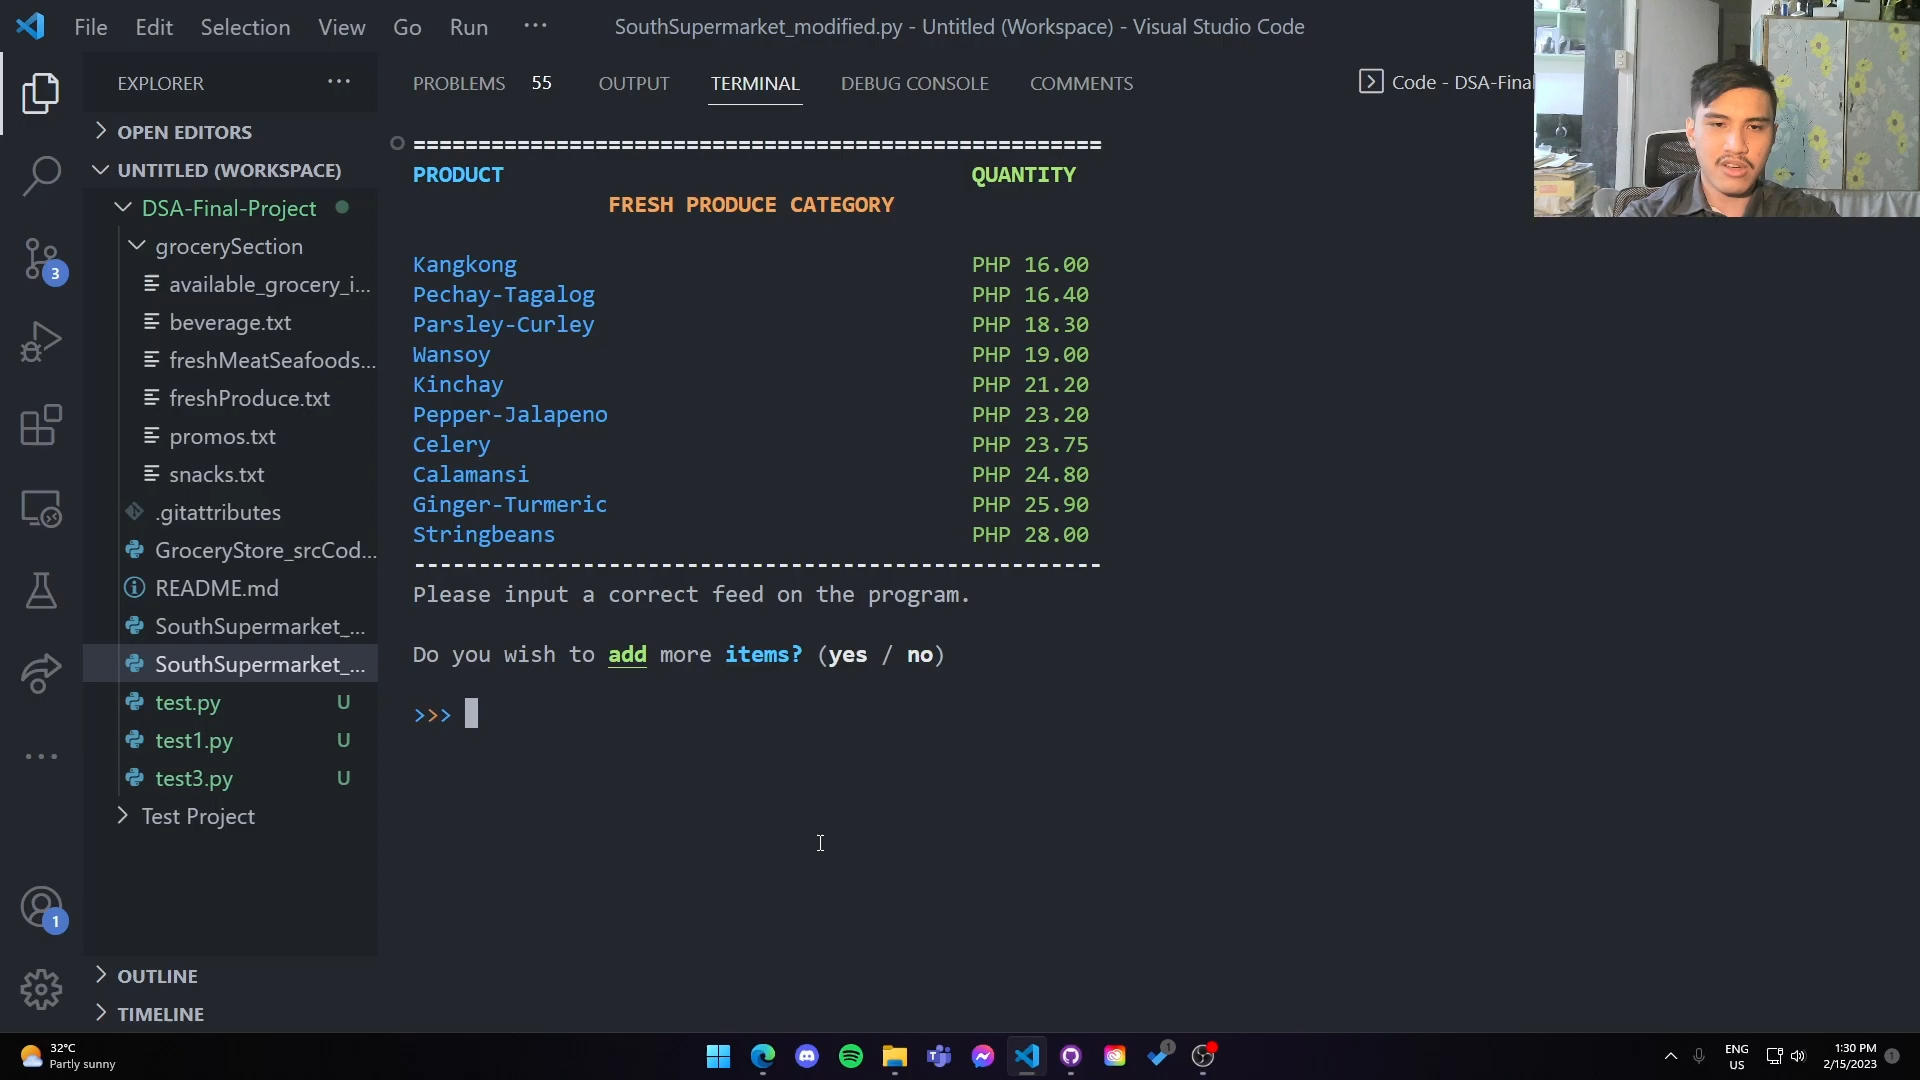 File Edit Selection View Go Run ··· SouthSupermarket_modified.py - Untitled (Workspace) - Visual Studio Code
EXPLORER ···
PROBLEMS 55 OUTPUT TERMINAL DEBUG CONSOLE COMMENTS Code - DSA-Final
OPEN EDITORS
UNTITLED (WORKSPACE)
DSA-Final-Project
grocerySection
available_grocery_i...
beverage.txt
freshMeatSeafoods...
freshProduce.txt
promos.txt
snacks.txt
.gitattributes
GroceryStore_srcCod...
README.md
SouthSupermarket_...
SouthSupermarket_...
test.py U
test1.py U
test3.py U
Test Project
OUTLINE
TIMELINE
3
1
=====================================================
PRODUCT QUANTITY
FRESH PRODUCE CATEGORY
Kangkong PHP 16.00
Pechay-Tagalog PHP 16.40
Parsley-Curley PHP 18.30
Wansoy PHP 19.00
Kinchay PHP 21.20
Pepper-Jalapeno PHP 23.20
Celery PHP 23.75
Calamansi PHP 24.80
Ginger-Turmeric PHP 25.90
Stringbeans PHP 28.00
-----------------------------------------------------
Please input a correct feed on the program.
Do you wish to add more items? (yes / no)
>>>
32°C
Partly sunny
1
ENG
US
1:30 PM
2/15/2023
1